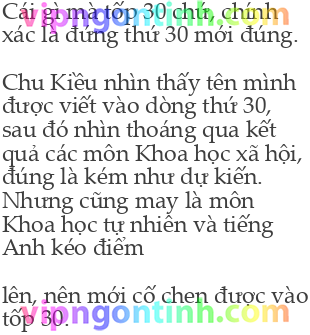 Cái gì mà tốp 30 chứ, chính
xác là đứng thứ 30 mới đúng.
Chu Kiều nhìn thấy tên mình
được viết vào dòng thứ 30,
sau đó nhìn thoáng qua kết
quả các môn Khoa học xã hội,
đúng là kém như dự kiến.
Nhưng cũng may là môn
Khoa học tự nhiên và tiếng
Anh kéo điểm
lên, nên mới cố chen được vào
tốp 30.
vipngontinh.com
vipngontinh.com